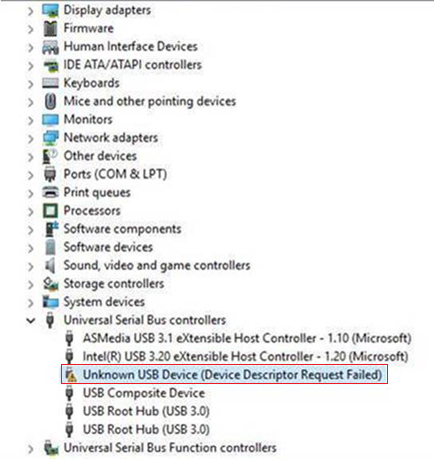 Display adapters
Firmware
Human Interface Devices
IDE ATA/ATAPI controllers
Keyboards
Mice and other pointing devices
Monitors
Network adapters
Other devices
Ports (COM & LPT)
Print queues
Processors
Software components
Software devices
Sound, video and game controllers
Storage controllers
System devices
Universal Serial Bus controllers
ASMedia USB 3.1 eXtensible Host Controller - 1.10 (Microsoft)
Intel(R) USB 3.20 eXtensible Host Controller - 1.20 (Microsoft)
Unknown USB Device (Device Descriptor Request Failed)
USB Composite Device
USB Root Hub (USB 3.0)
USB Root Hub (USB 3.0)
Universal Serial Bus Function controllers